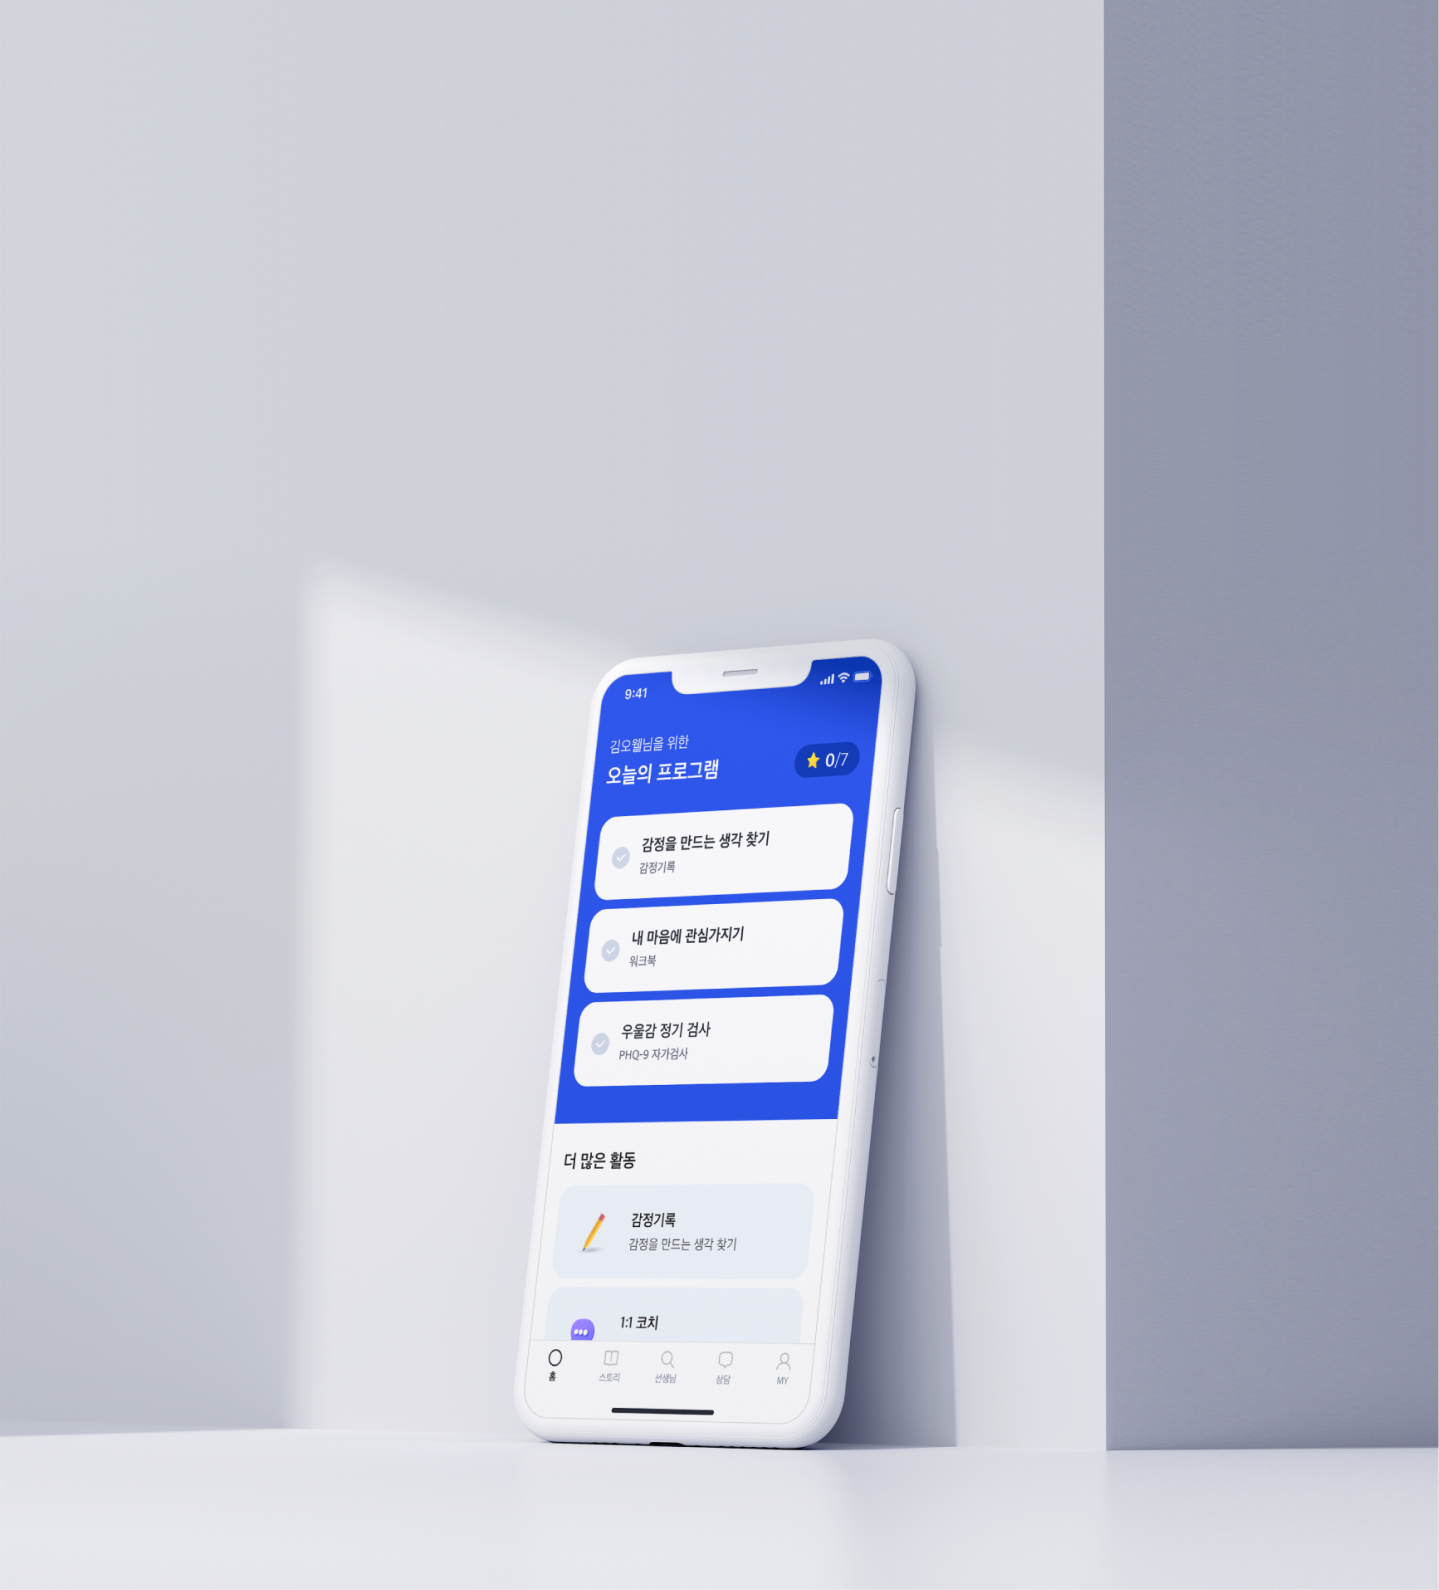 9:41
김오웰님을 위한
오늘의 프로그램
0/7
감정을 만드는 생각 찾기
감정기록
내 마음에 관심가지기
워크북
우울감 정기 검사
PHQ-9 자가검사
더 많은 활동
감정기록
감정을 만드는 생각 찾기
1:1 코치
홈
스토리
선생님
상담
MY